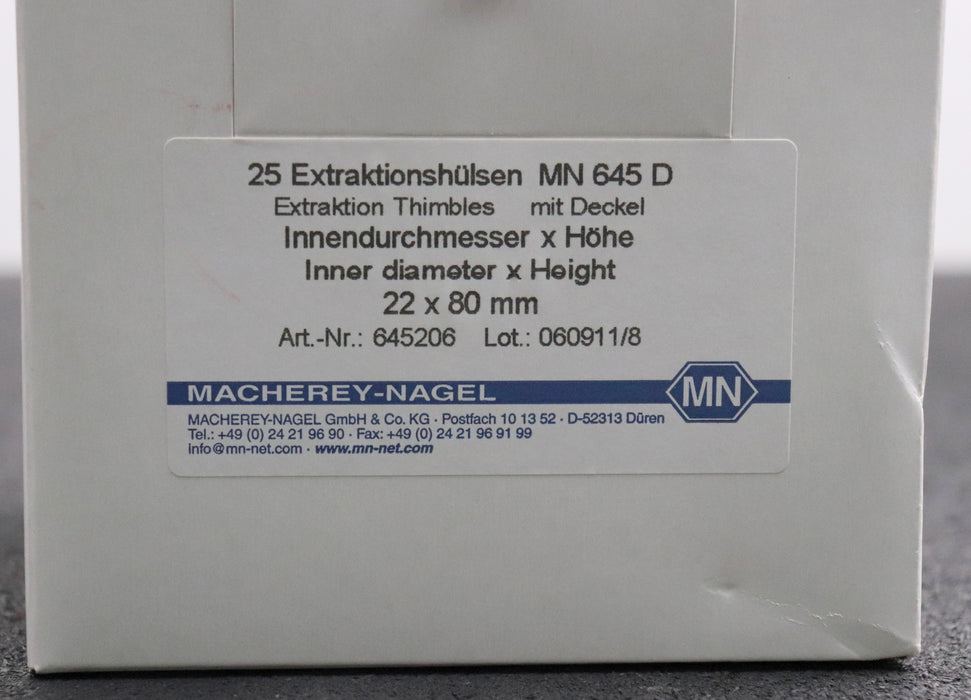 25 Extraktionshülsen MN 645 D
Extraktion Thimbles mit Deckel
Innendurchmesser x Höhe
Inner diameter x Height
22 x 80 mm
Art.-Nr.: 645206 Lot.: 060911/8
MACHEREY-NAGEL MN
MACHEREY-NAGEL GmbH & Co. KG · Postfach 10 13 52 · D-52313 Düren
Tel.: +49 (0) 24 21 96 90 · Fax: +49 (0) 24 21 96 91 99
info@mn-net.com · www.mn-net.com